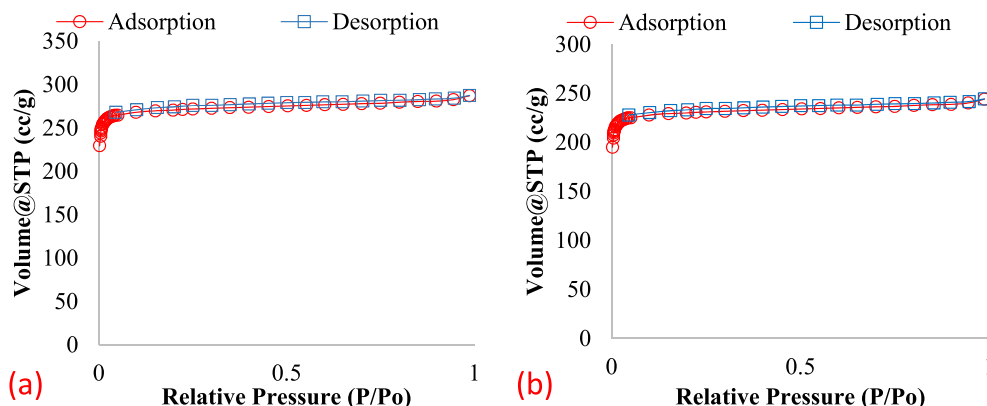 Adsorption Desorption
350
300
250
200
150
100
50
0
Volume@STP (cc/g)
0 0.5 1
Relative Pressure (P/Po)
(a)
Adsorption Desorption
300
250
200
150
100
50
0
Volume@STP (cc/g)
0 0.5 1
Relative Pressure (P/Po)
(b)